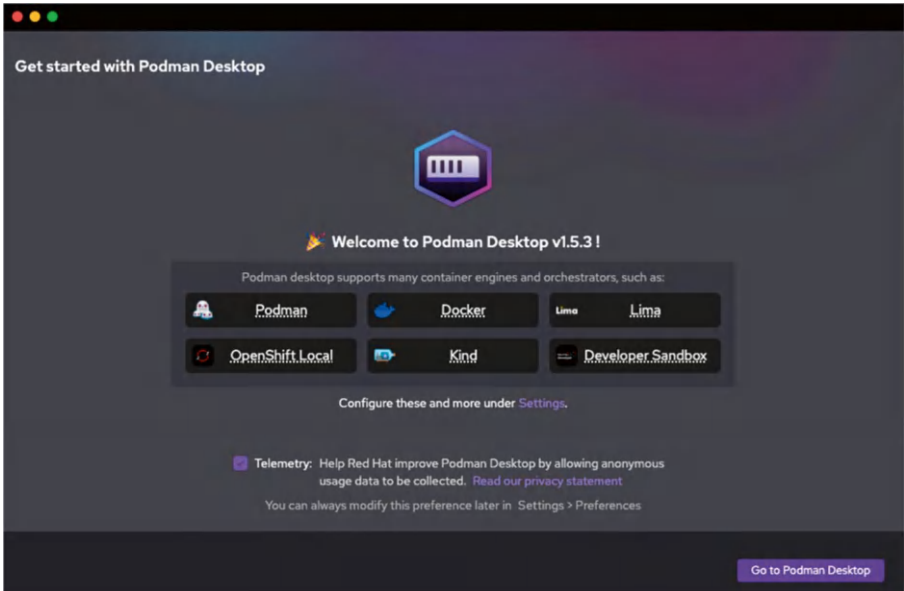 Get started with Podman Desktop
Welcome to Podman Desktop v1.5.3 !
Podman desktop supports many container engines and orchestrators, such as:
Podman
Docker
Lima
Lima
OpenShift Local
Kind
Developer Sandbox
Configure these and more under Settings.
Telemetry: Help Red Hat improve Podman Desktop by allowing anonymous
usage data to be collected. Read our privacy statement
You can always modify this preference later in Settings > Preferences
Go to Podman Desktop